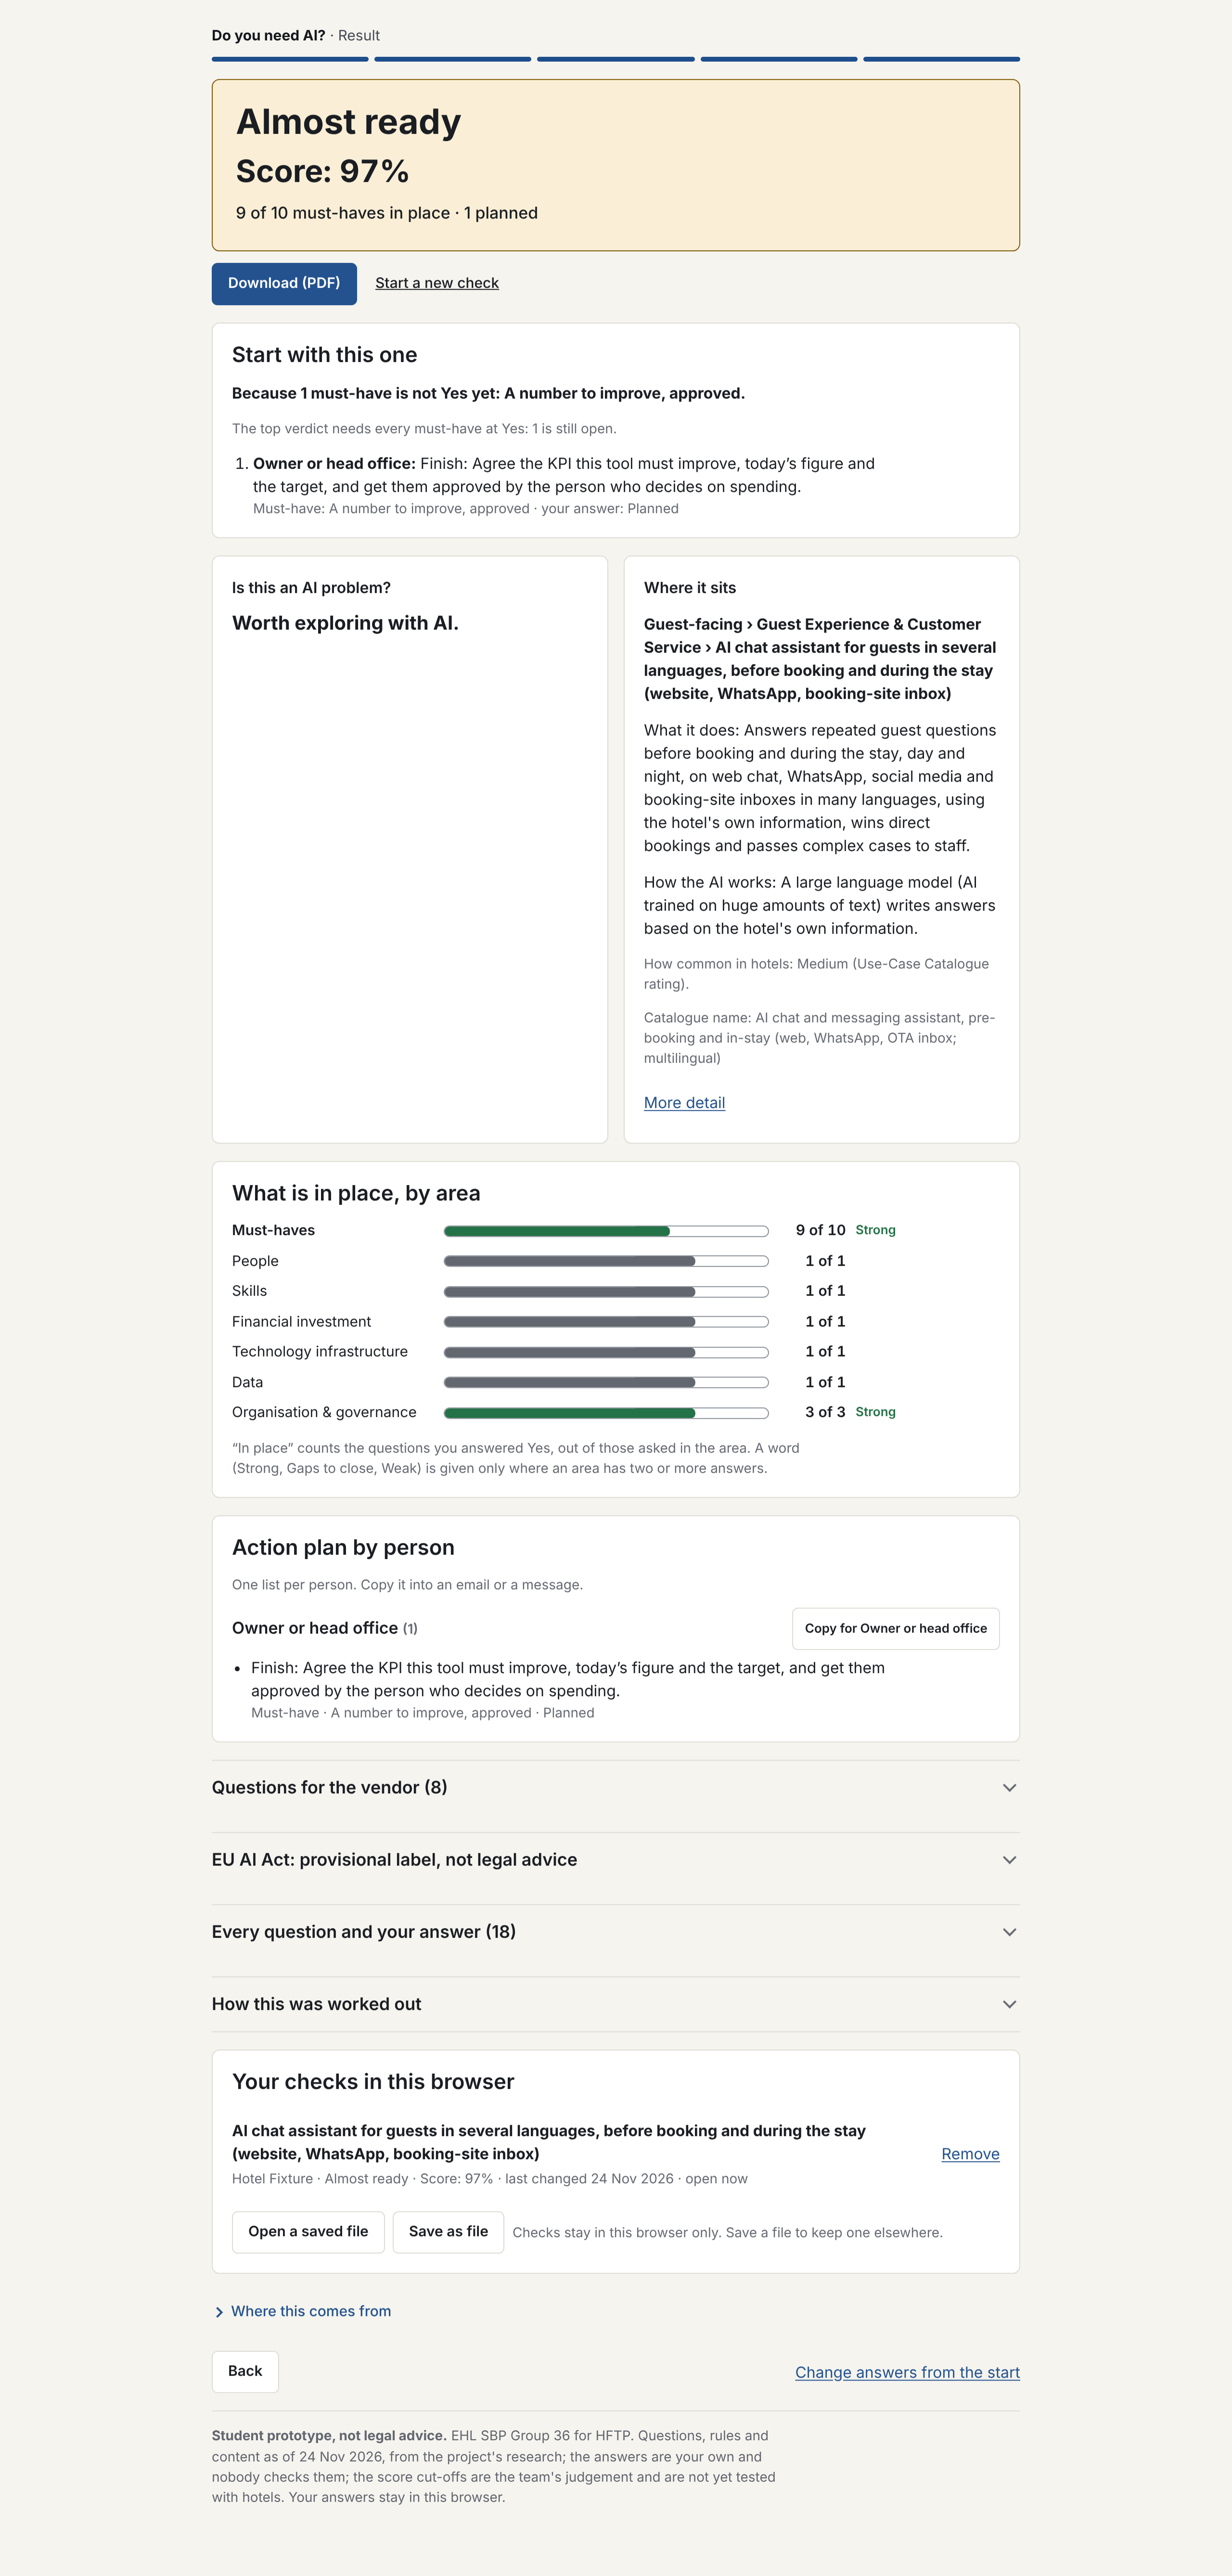 Do you need AI? · Result
Almost ready
Score: 97%
9 of 10 must-haves in place · 1 planned
Download (PDF)
Start a new check
Start with this one
Because 1 must-have is not Yes yet: A number to improve, approved.
The top verdict needs every must-have at Yes: 1 is still open.
1. Owner or head office: Finish: Agree the KPI this tool must improve, today’s figure and
the target, and get them approved by the person who decides on spending.
Must-have: A number to improve, approved · your answer: Planned
Is this an AI problem?
Worth exploring with AI.
Where it sits
Guest-facing › Guest Experience & Customer
Service › AI chat assistant for guests in several
languages, before booking and during the stay
(website, WhatsApp, booking-site inbox)
What it does: Answers repeated guest questions
before booking and during the stay, day and
night, on web chat, WhatsApp, social media and
booking-site inboxes in many languages, using
the hotel's own information, wins direct
bookings and passes complex cases to staff.
How the AI works: A large language model (AI
trained on huge amounts of text) writes answers
based on the hotel's own information.
How common in hotels: Medium (Use-Case Catalogue
rating).
Catalogue name: AI chat and messaging assistant, pre-
booking and in-stay (web, WhatsApp, OTA inbox;
multilingual)
More detail
What is in place, by area
Must-haves 9 of 10 Strong
People 1 of 1
Skills 1 of 1
Financial investment 1 of 1
Technology infrastructure 1 of 1
Data 1 of 1
Organisation & governance 3 of 3 Strong
“In place” counts the questions you answered Yes, out of those asked in the area. A word
(Strong, Gaps to close, Weak) is given only where an area has two or more answers.
Action plan by person
One list per person. Copy it into an email or a message.
Owner or head office (1)
Copy for Owner or head office
• Finish: Agree the KPI this tool must improve, today’s figure and the target, and get them
approved by the person who decides on spending.
Must-have · A number to improve, approved · Planned
Questions for the vendor (8)
EU AI Act: provisional label, not legal advice
Every question and your answer (18)
How this was worked out
Your checks in this browser
AI chat assistant for guests in several languages, before booking and during the stay
(website, WhatsApp, booking-site inbox)
Remove
Hotel Fixture · Almost ready · Score: 97% · last changed 24 Nov 2026 · open now
Open a saved file
Save as file
Checks stay in this browser only. Save a file to keep one elsewhere.
Where this comes from
Back
Change answers from the start
Student prototype, not legal advice. EHL SBP Group 36 for HFTP. Questions, rules and
content as of 24 Nov 2026, from the project's research; the answers are your own and
nobody checks them; the score cut-offs are the team's judgement and are not yet tested
with hotels. Your answers stay in this browser.